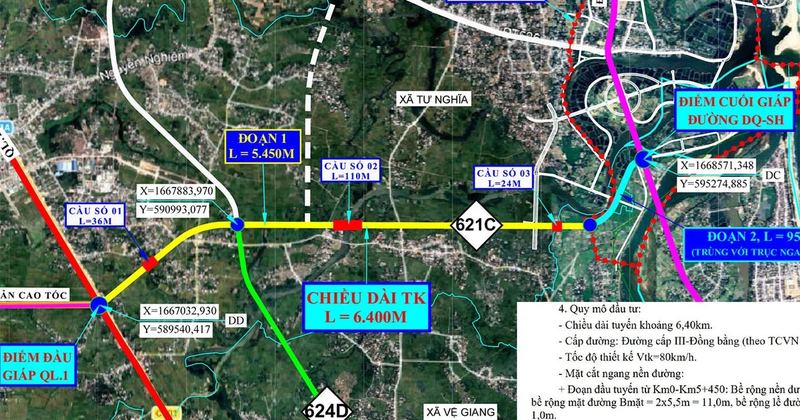 Nguyễn Nghiêm
XÃ TƯ NGHĨA
ĐIỂM CUỐI GIÁP
ĐƯỜNG DQ-SH
ĐOẠN 1
L = 5.450M
CẦU SỐ 02
L=110M
CẦU SỐ 03
L=24M
X=1668571,348
Y=595274,885
DC
X=1667883,970
Y=590993,077
CẦU SỐ 01
L=36M
621C
ĐOẠN 2, L = 95
(TRÙNG VỚI TRỤC NGA
CHIỀU DÀI TK
L = 6.400M
ẪN CAO TỐC
X=1667032,930
Y=589540,417
DD
ĐIỂM ĐẦU
GIÁP QL.1
624D
XÃ VỆ GIANG
4. Quy mô đầu tư:
- Chiều dài tuyến khoảng 6,40km.
- Cấp đường: Đường cấp III-Đồng bằng (theo TCVN
- Tốc độ thiết kế Vtk=80km/h.
- Mặt cắt ngang nền đường:
+ Đoạn đầu tuyến từ Km0-Km5+450: Bề rộng nền đư
bề rộng mặt đường Bmặt = 2x5,5m = 11,0m, bề rộng lề đườ
1,0m.